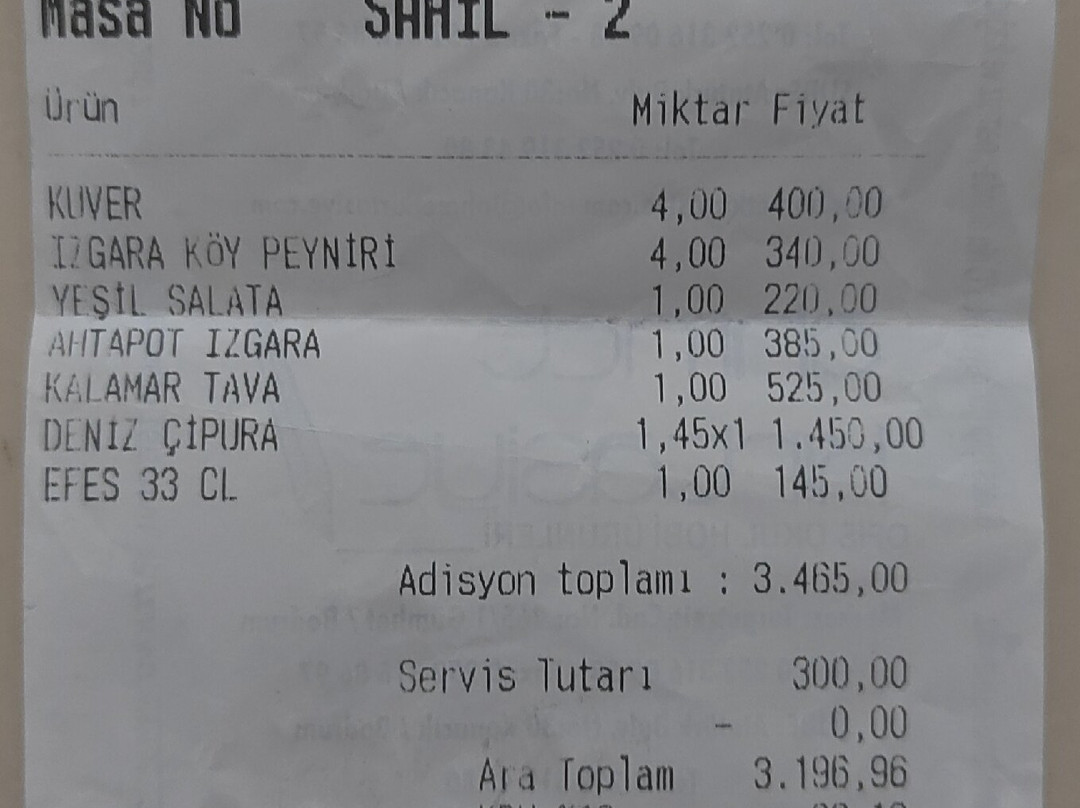 Masa No SAHİL - 2
Ürün Miktar Fiyat
KUVER 4,00 400,00
IZGARA KÖY PEYNİRİ 4,00 340,00
YEŞİL SALATA 1,00 220,00
AHTAPOT IZGARA 1,00 385,00
KALAMAR TAVA 1,00 525,00
DENİZ ÇİPURA 1,45x1 1.450,00
EFES 33 CL 1,00 145,00
Adisyon toplamı : 3.465,00
Servis Tutarı 300,00
- 0,00
Ara Toplam 3.196,96